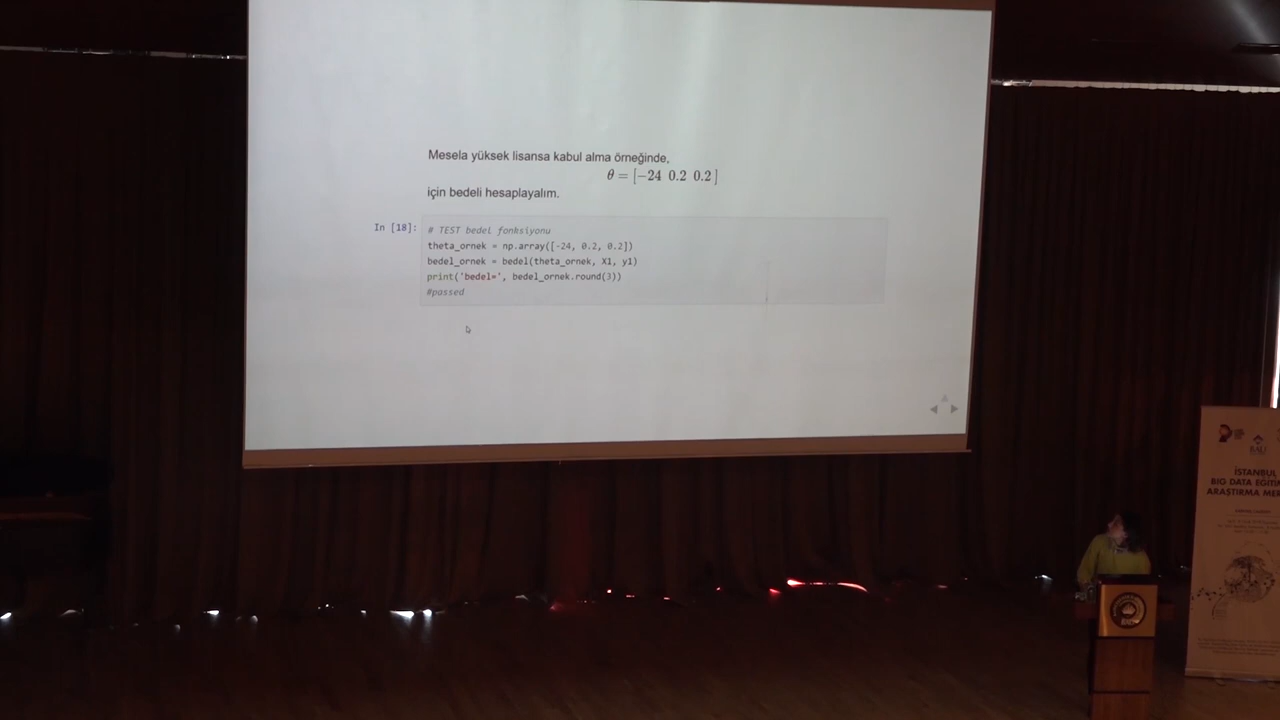 Mesela yüksek lisansa kabul alma örneğinde,
θ = [−24 0.2 0.2]
için bedeli hesaplayalım.
In [18]:
# TEST bedel fonksiyonu
theta_ornek = np.array([-24, 0.2, 0.2])
bedel_ornek = bedel(theta_ornek, X1, y1)
print('bedel=', bedel_ornek.round(3))
#passed
BAU
İSTANBUL
BIG DATA EĞİTİM
ARAŞTIRMA MER